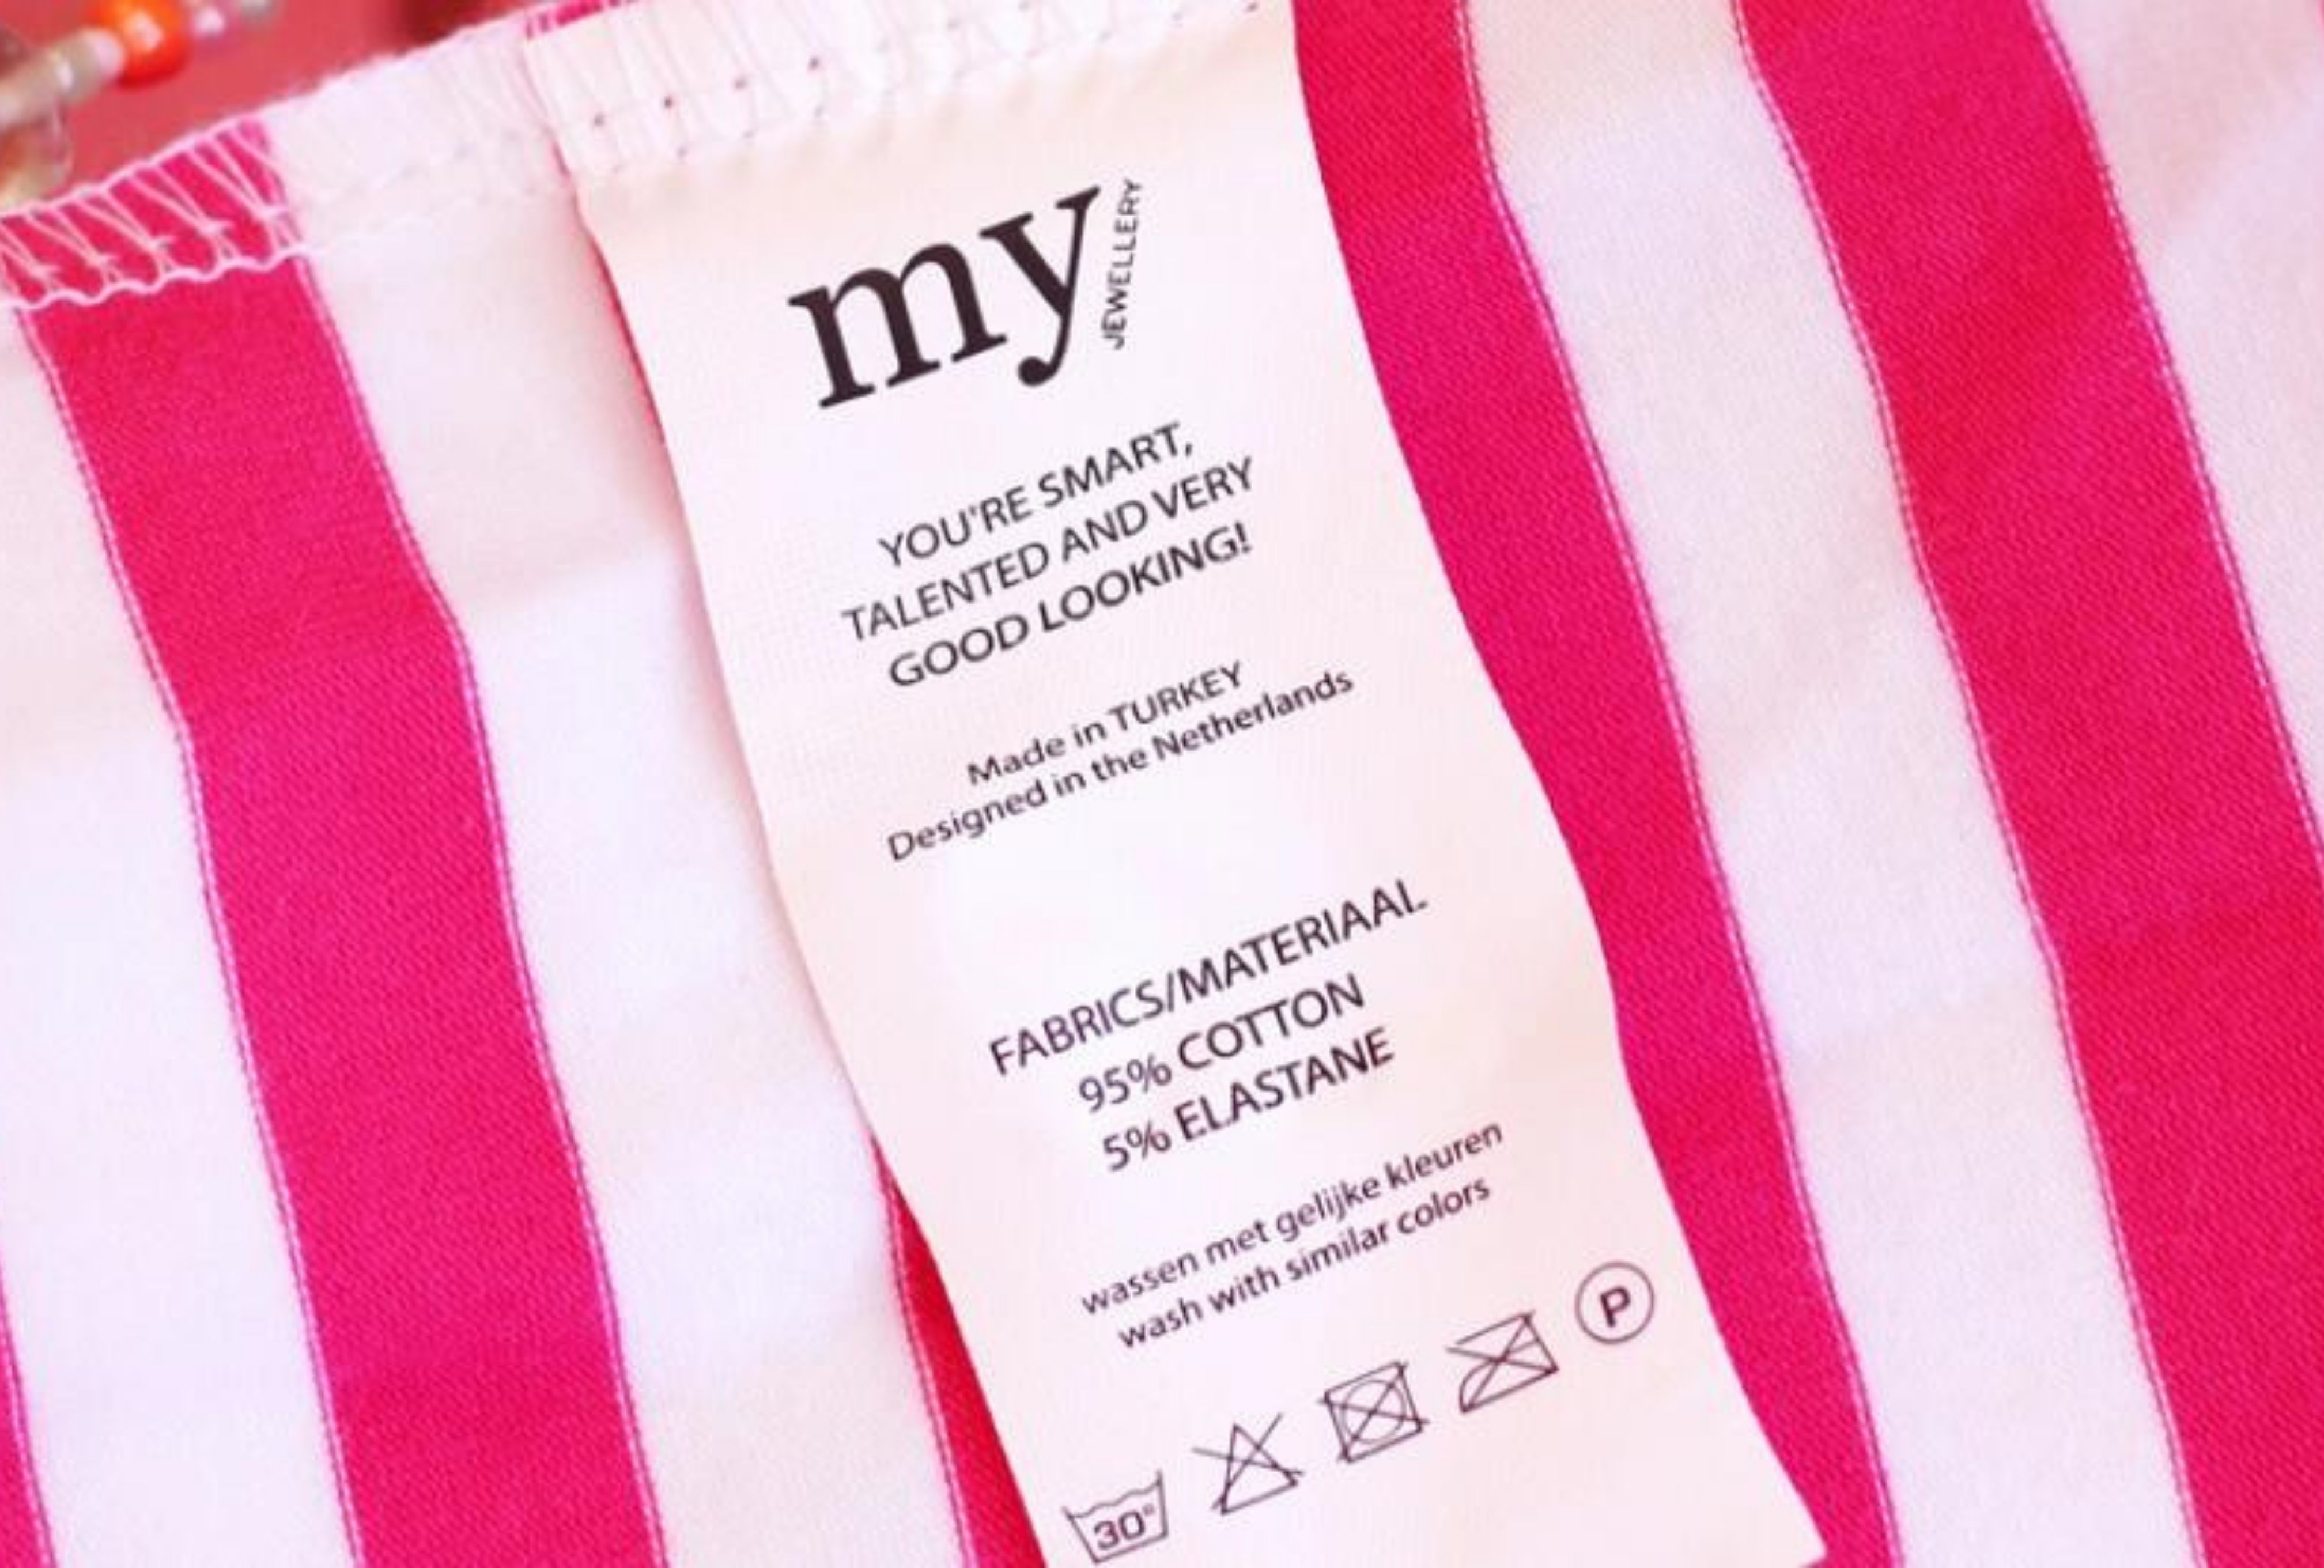 my
JEWELLERY
YOU'RE SMART,
TALENTED AND VERY
GOOD LOOKING!
Made in TURKEY
Designed in the Netherlands
FABRICS/MATERIAAL
95% COTTON
5% ELASTANE
wassen met gelijke kleuren
wash with similar colors
30° P